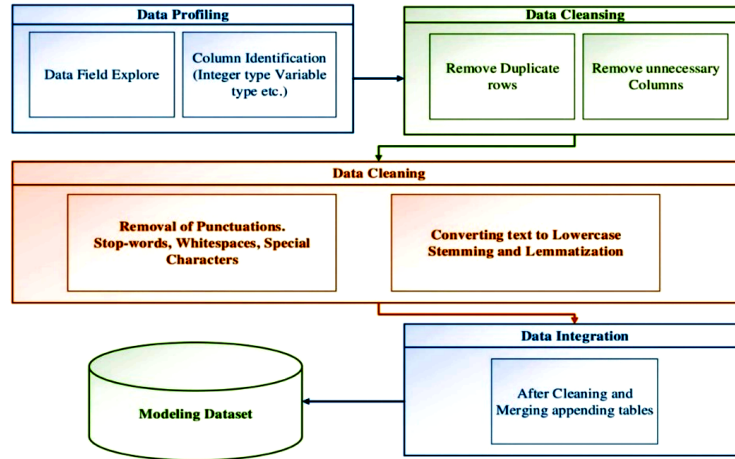 Data Profiling
Data Field Explore
Column Identification
(Integer type Variable
type etc.)
Data Cleansing
Remove Duplicate
rows
Remove unnecessary
Columns
Data Cleaning
Removal of Punctuations.
Stop-words, Whitespaces, Special
Characters
Converting text to Lowercase
Stemming and Lemmatization
Data Integration
After Cleaning and
Merging appending tables
Modeling Dataset